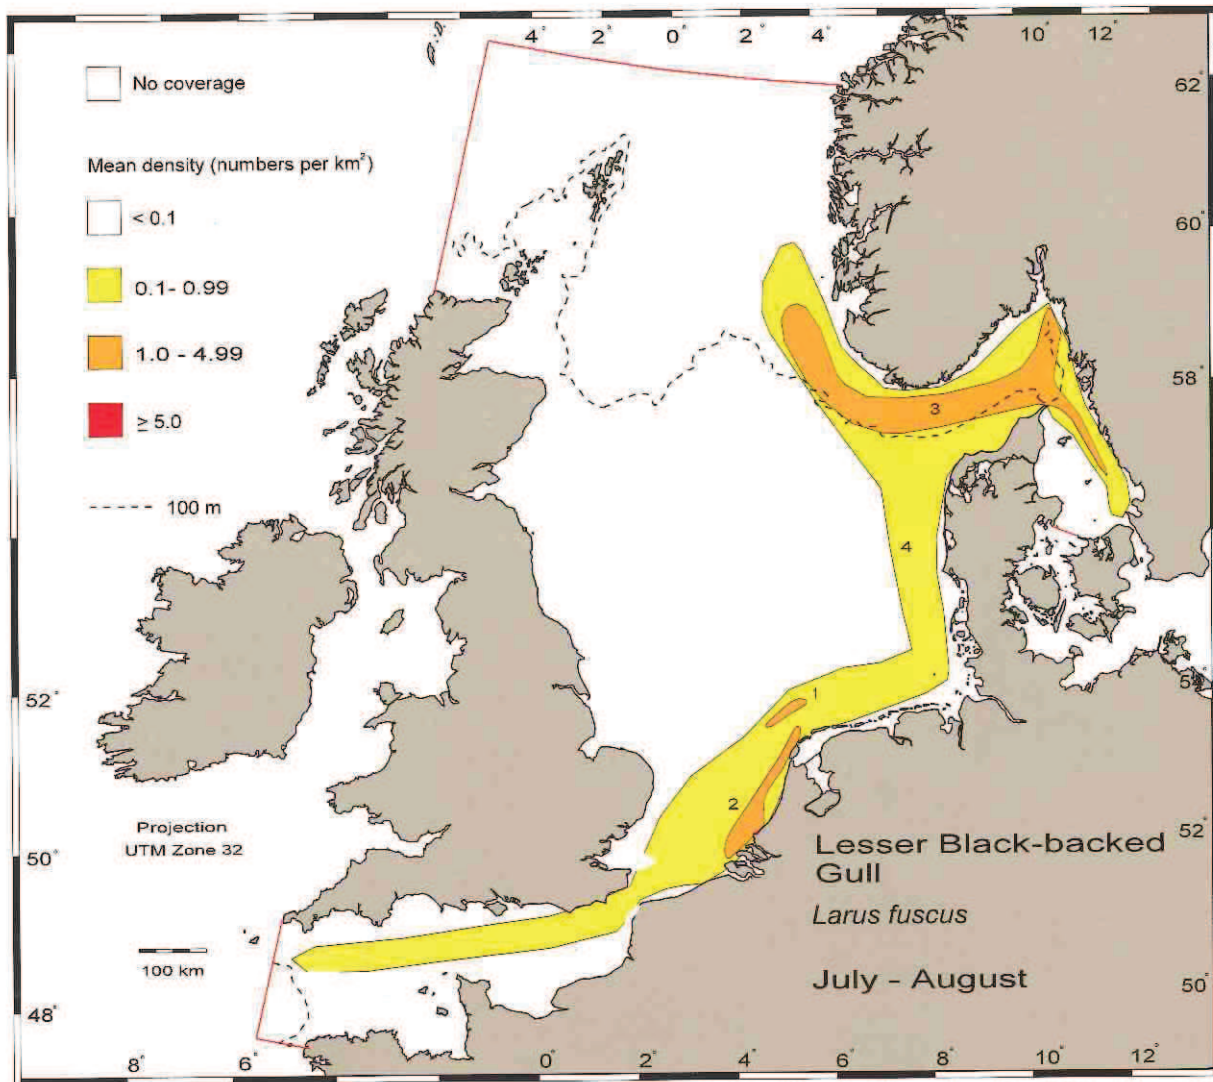 4° 2° 0° 2° 4° 10° 12°
No coverage
62°
Mean density (numbers per km²)
< 0.1
60°
0.1- 0.99
1.0 - 4.99
58°
3
≥ 5.0
100 m
4
52°
1
2
52°
Projection
UTM Zone 32
Lesser Black-backed
Gull
50°
Larus fuscus
100 km
July - August
50°
48°
8° 6° 0° 2° 4° 6° 8° 10° 12°